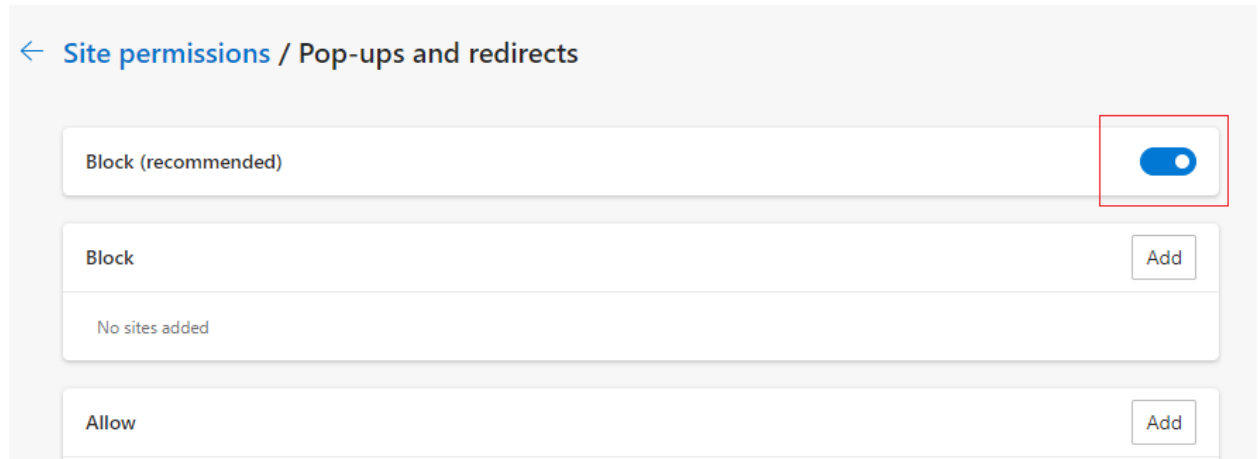 Site permissions / Pop-ups and redirects
Block (recommended)
Block
Add
No sites added
Allow
Add